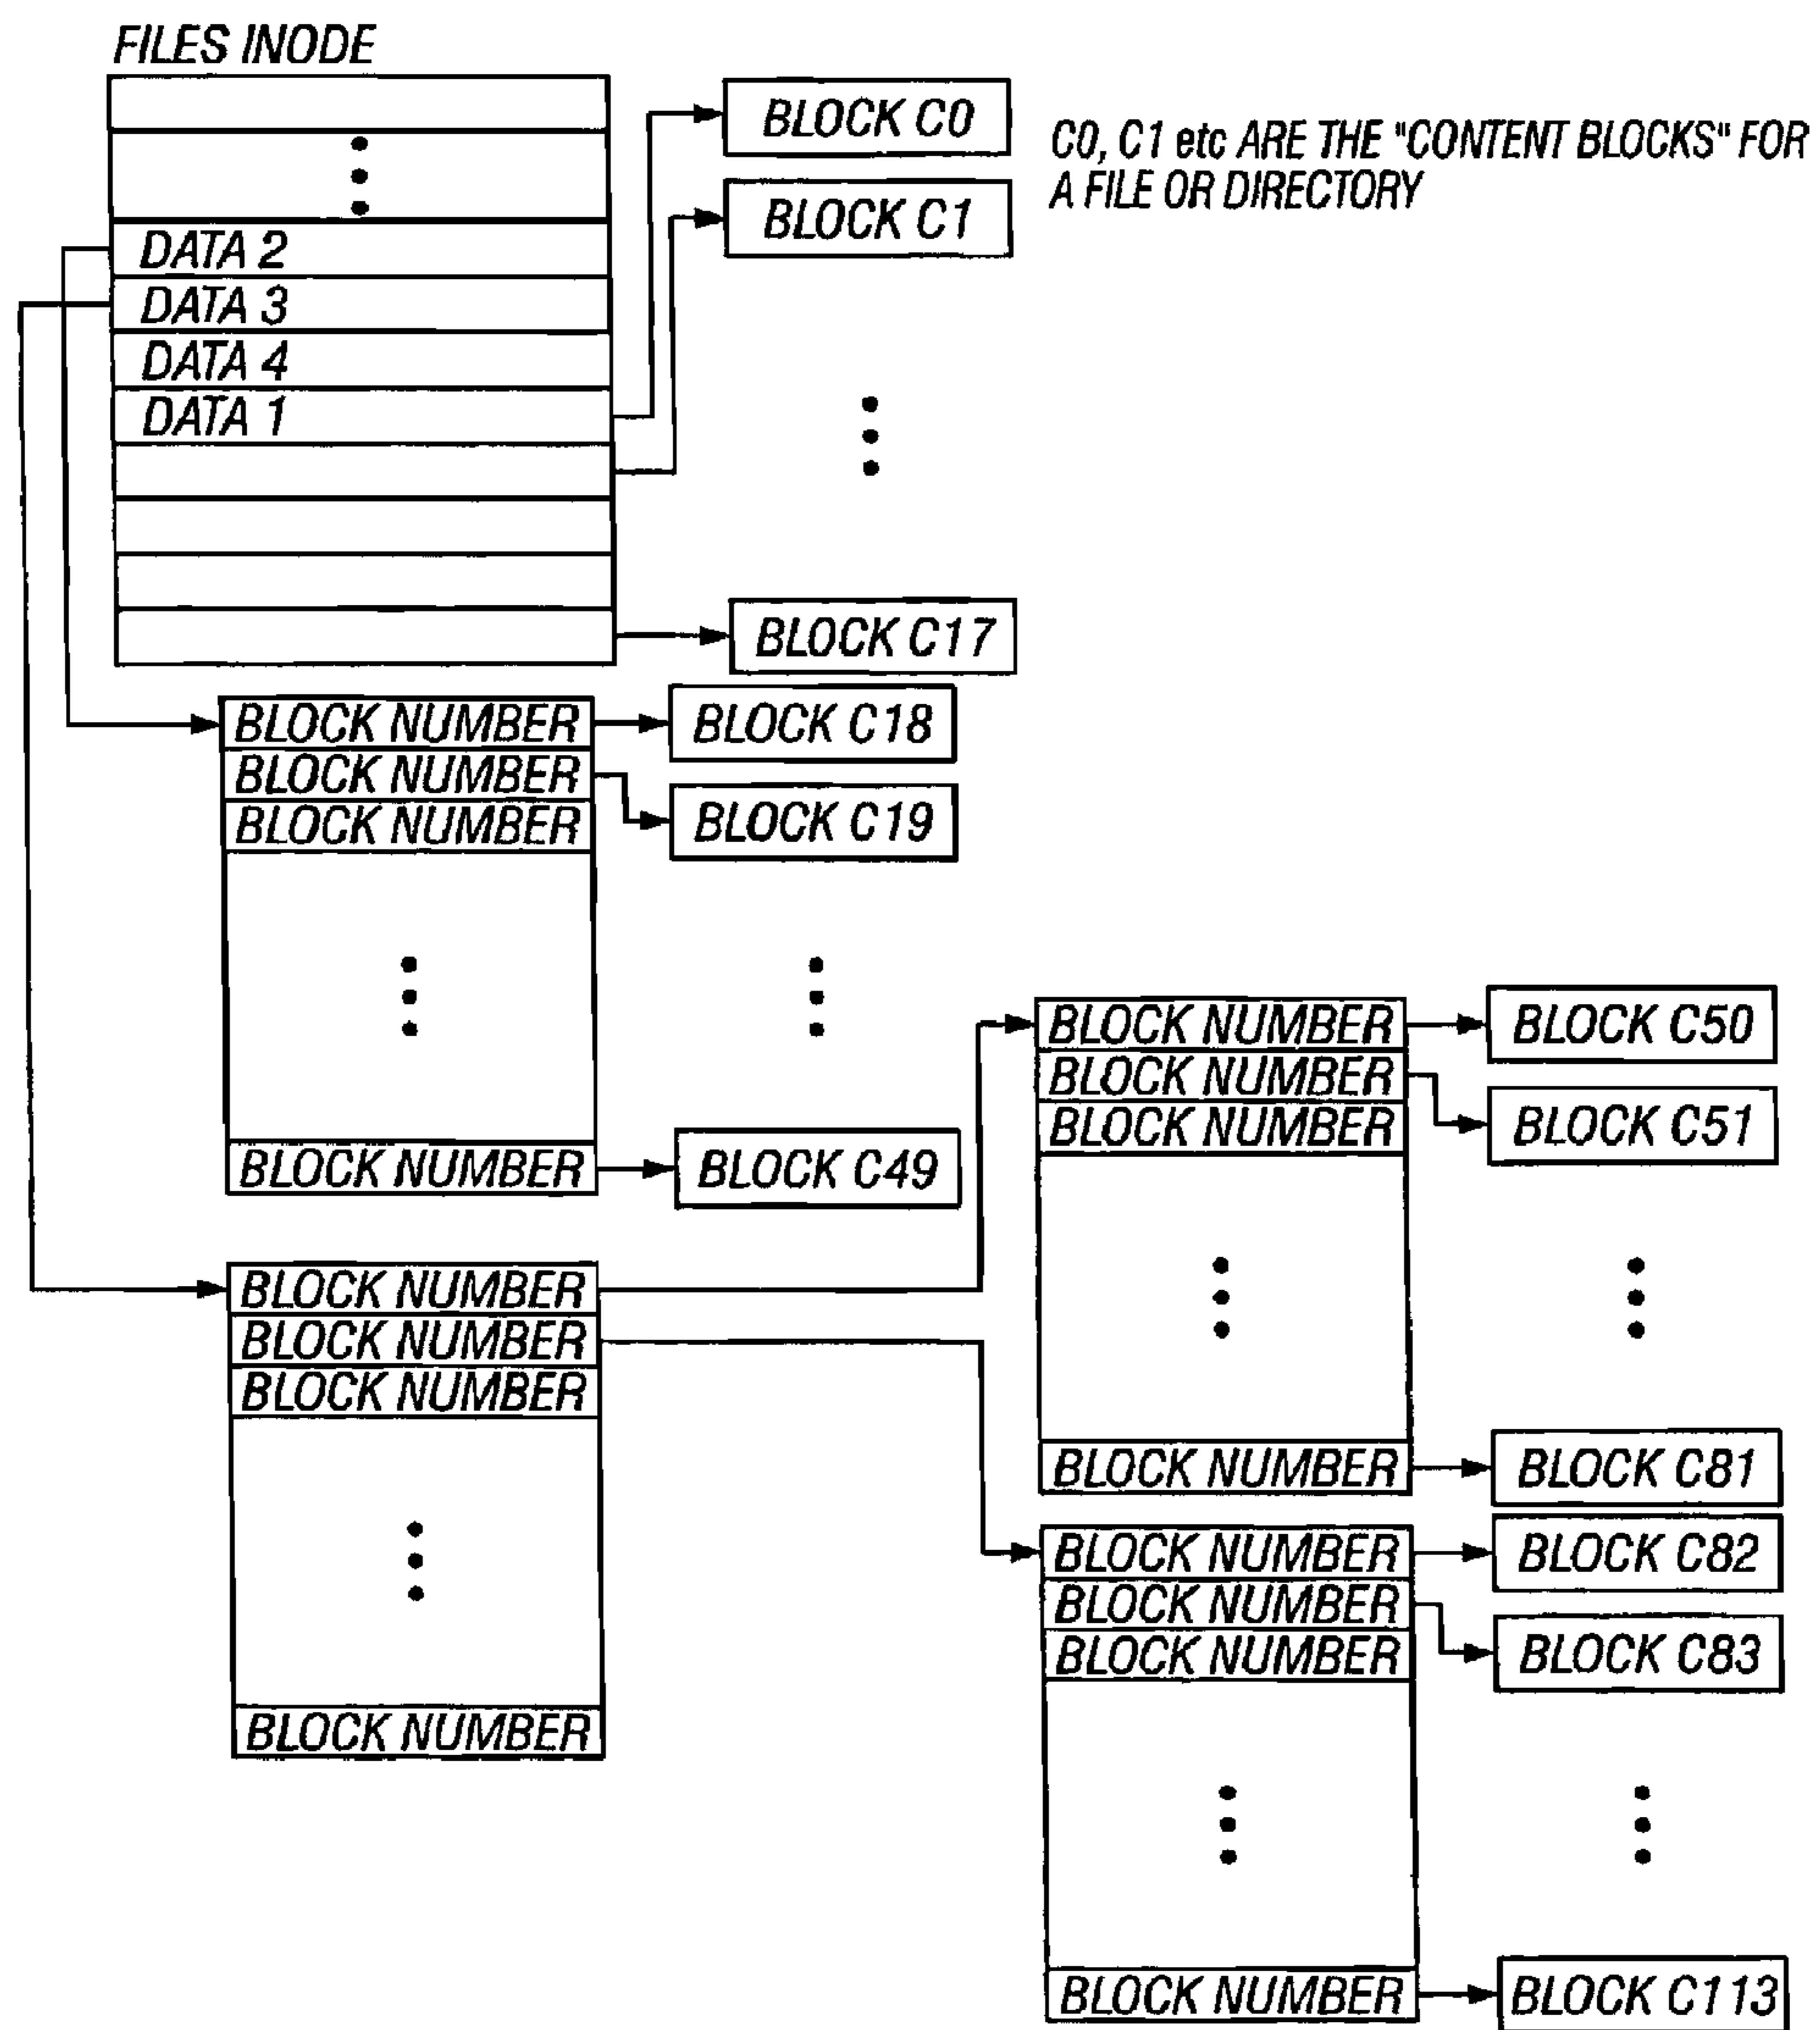 FILES INODE
BLOCK C0
C0, C1 etc ARE THE "CONTENT BLOCKS" FOR
A FILE OR DIRECTORY
BLOCK C1
DATA 2
DATA 3
DATA 4
DATA 1
BLOCK C17
BLOCK NUMBER
BLOCK C18
BLOCK NUMBER
BLOCK C19
BLOCK NUMBER
BLOCK NUMBER
BLOCK C49
BLOCK NUMBER
BLOCK NUMBER
BLOCK NUMBER
BLOCK NUMBER
BLOCK NUMBER
BLOCK C50
BLOCK NUMBER
BLOCK C51
BLOCK NUMBER
BLOCK NUMBER
BLOCK C81
BLOCK NUMBER
BLOCK C82
BLOCK NUMBER
BLOCK C83
BLOCK NUMBER
BLOCK NUMBER
BLOCK C113